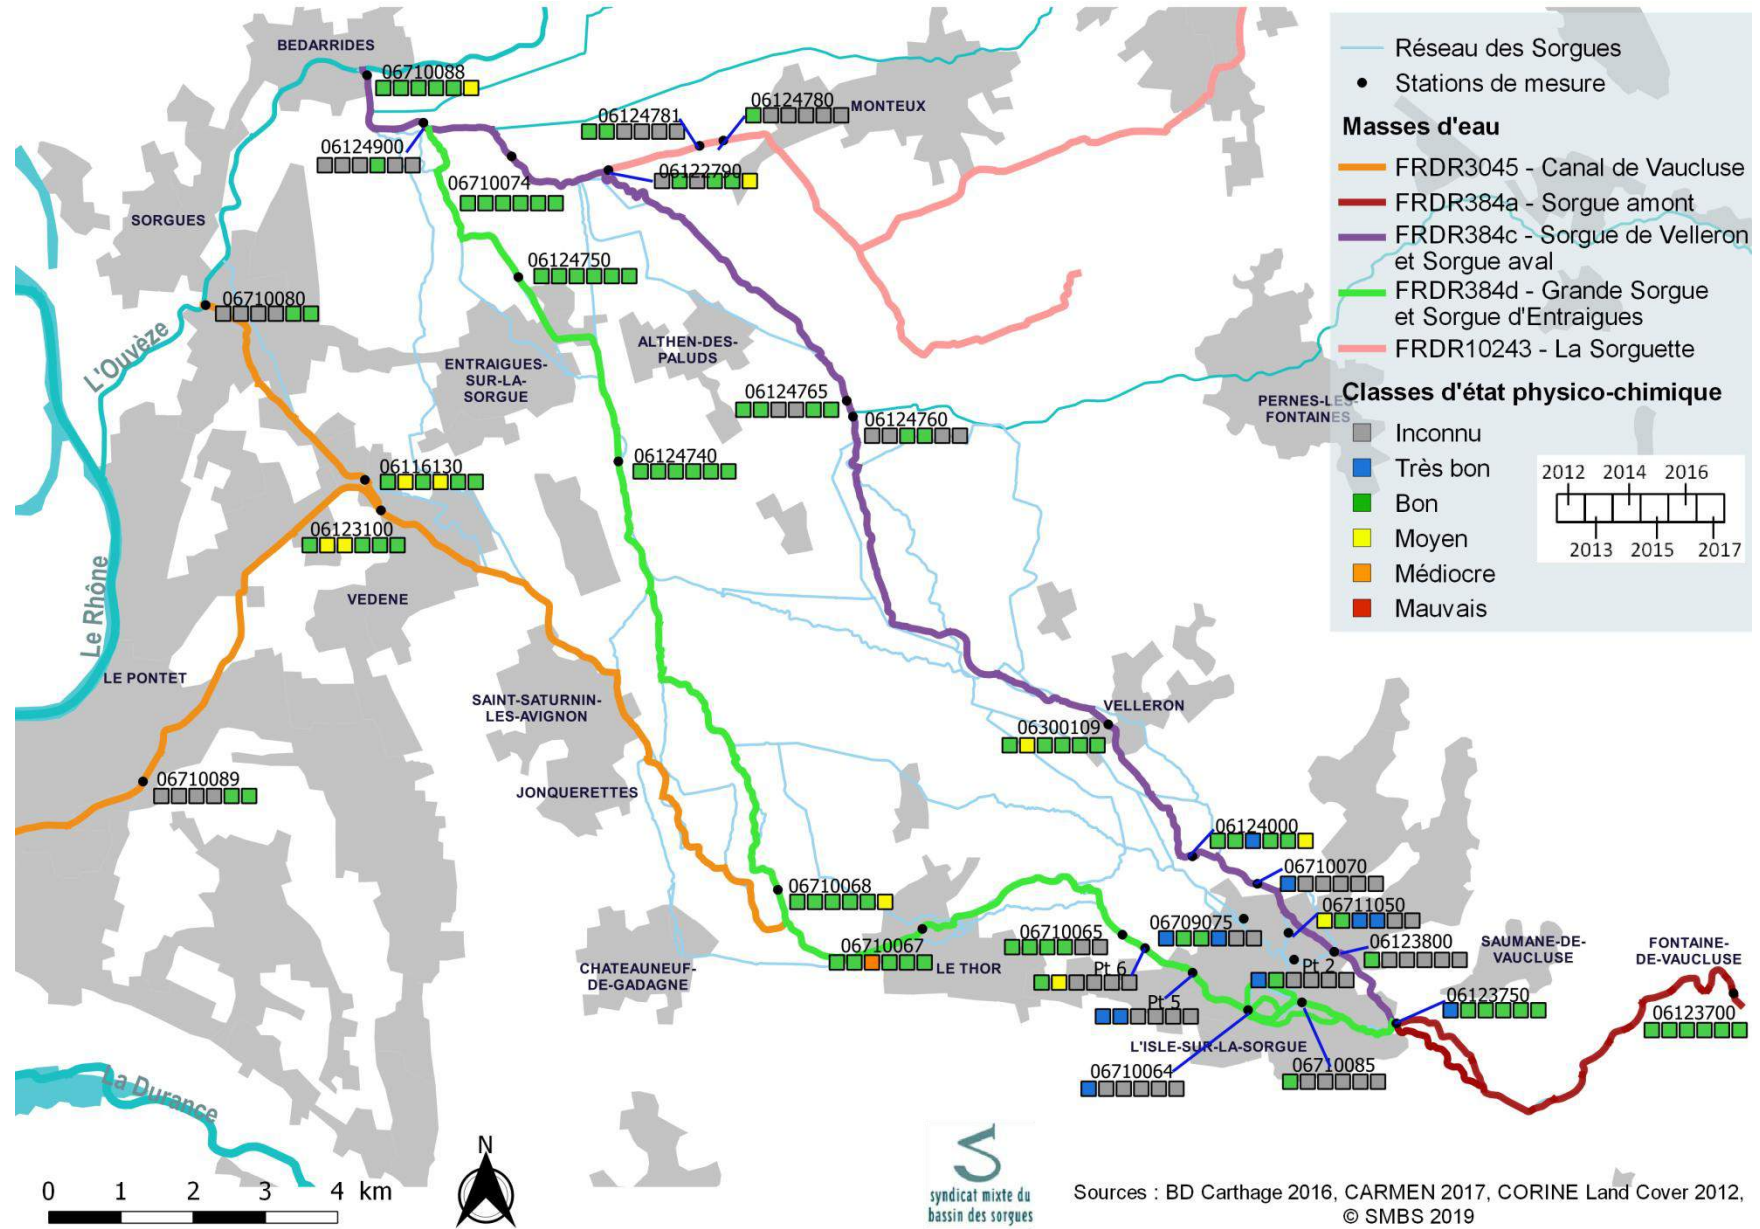 BEDARRIDES
06710088
06124781
06124780
MONTEUX
06124900
06122790
06710074
SORGUES
06124750
06710080
L'Ouvèze
ENTRAIGUES-
SUR-LA-
SORGUE
ALTHEN-DES-
PALUDS
06124765
06124760
PERNES-LES-
FONTAINES
06124740
06116130
06123100
Le Rhône
VEDENE
LE PONTET
SAINT-SATURNIN-
LES-AVIGNON
VELLERON
06300109
06710089
JONQUERETTES
06124000
06710070
06710068
06711050
06709075
06710065
06123800
SAUMANE-DE-
VAUCLUSE
FONTAINE-
DE-VAUCLUSE
06710067
LE THOR
Pt 6
Pt 2
CHATEAUNEUF-
DE-GADAGNE
Pt 5
06123750
06123700
L'ISLE-SUR-LA-SORGUE
06710064
06710085
La Durance
Réseau des Sorgues
Stations de mesure
Masses d'eau
FRDR3045 - Canal de Vaucluse
FRDR384a - Sorgue amont
FRDR384c - Sorgue de Velleron
et Sorgue aval
FRDR384d - Grande Sorgue
et Sorgue d'Entraigues
FRDR10243 - La Sorguette
Classes d'état physico-chimique
Inconnu
Très bon
Bon
Moyen
Médiocre
Mauvais
2012 2014 2016
2013 2015 2017
N
0 1 2 3 4 km
syndicat mixte du
bassin des sorgues
Sources : BD Carthage 2016, CARMEN 2017, CORINE Land Cover 2012,
© SMBS 2019